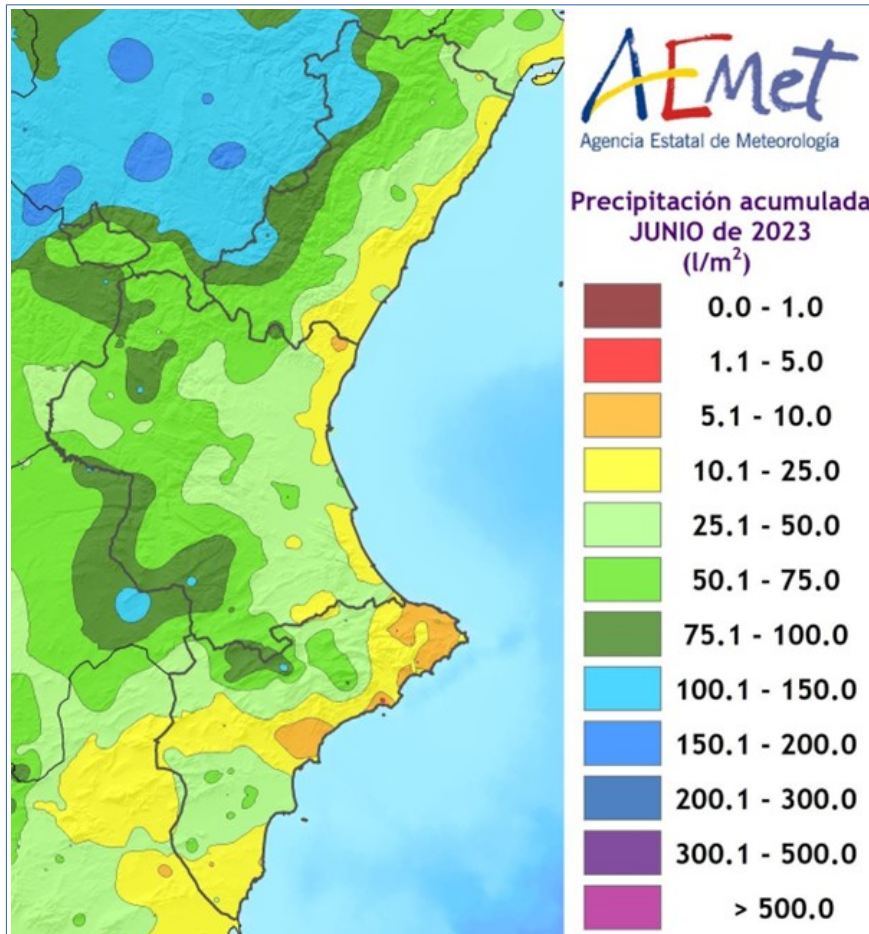 AEMet
Agencia Estatal de Meteorología
Precipitación acumulada
JUNIO de 2023
(l/m²)
0.0 - 1.0
1.1 - 5.0
5.1 - 10.0
10.1 - 25.0
25.1 - 50.0
50.1 - 75.0
75.1 - 100.0
100.1 - 150.0
150.1 - 200.0
200.1 - 300.0
300.1 - 500.0
> 500.0